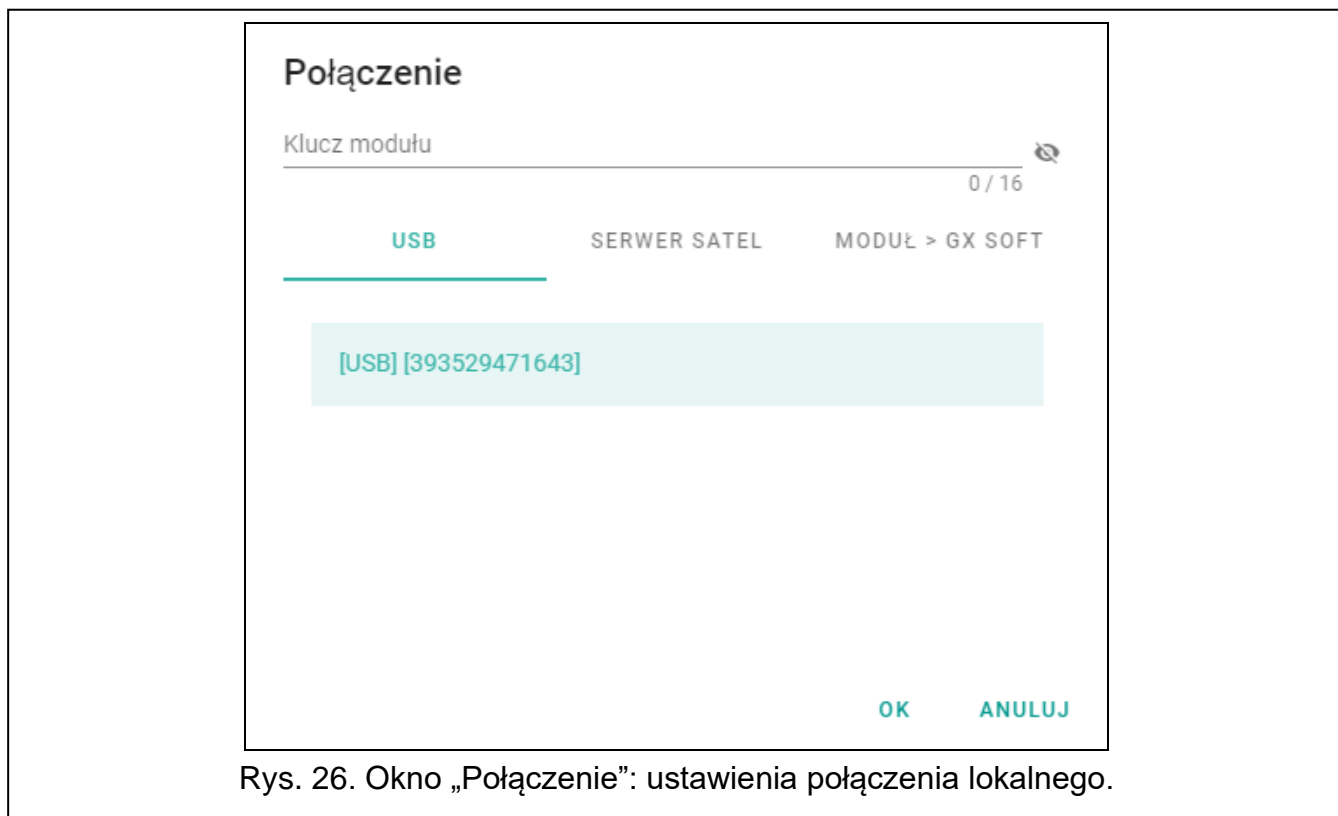 Połączenie
Klucz modułu
0 / 16
USB SERWER SATEL MODUŁ > GX SOFT
[USB] [393529471643]
OK ANULUJ
Rys. 26. Okno „Połączenie”: ustawienia połączenia lokalnego.